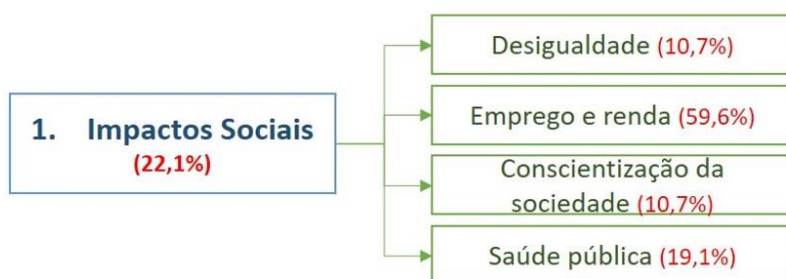 1. Impactos Sociais
(22,1%)
Desigualdade (10,7%)
Emprego e renda (59,6%)
Conscientização da
sociedade (10,7%)
Saúde pública (19,1%)